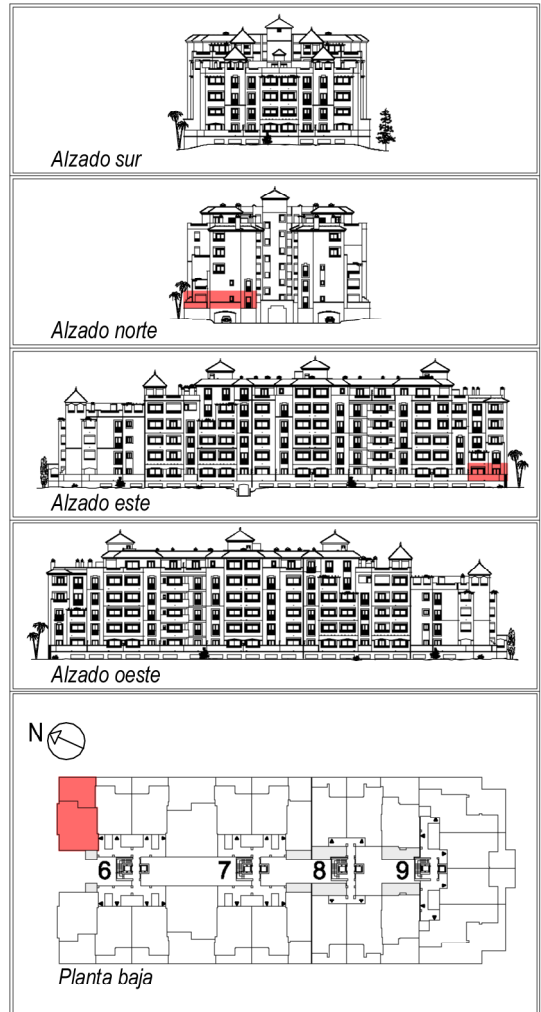 Alzado sur
Alzado norte
Alzado este
Alzado oeste
N
6 7 8 9
Planta baja